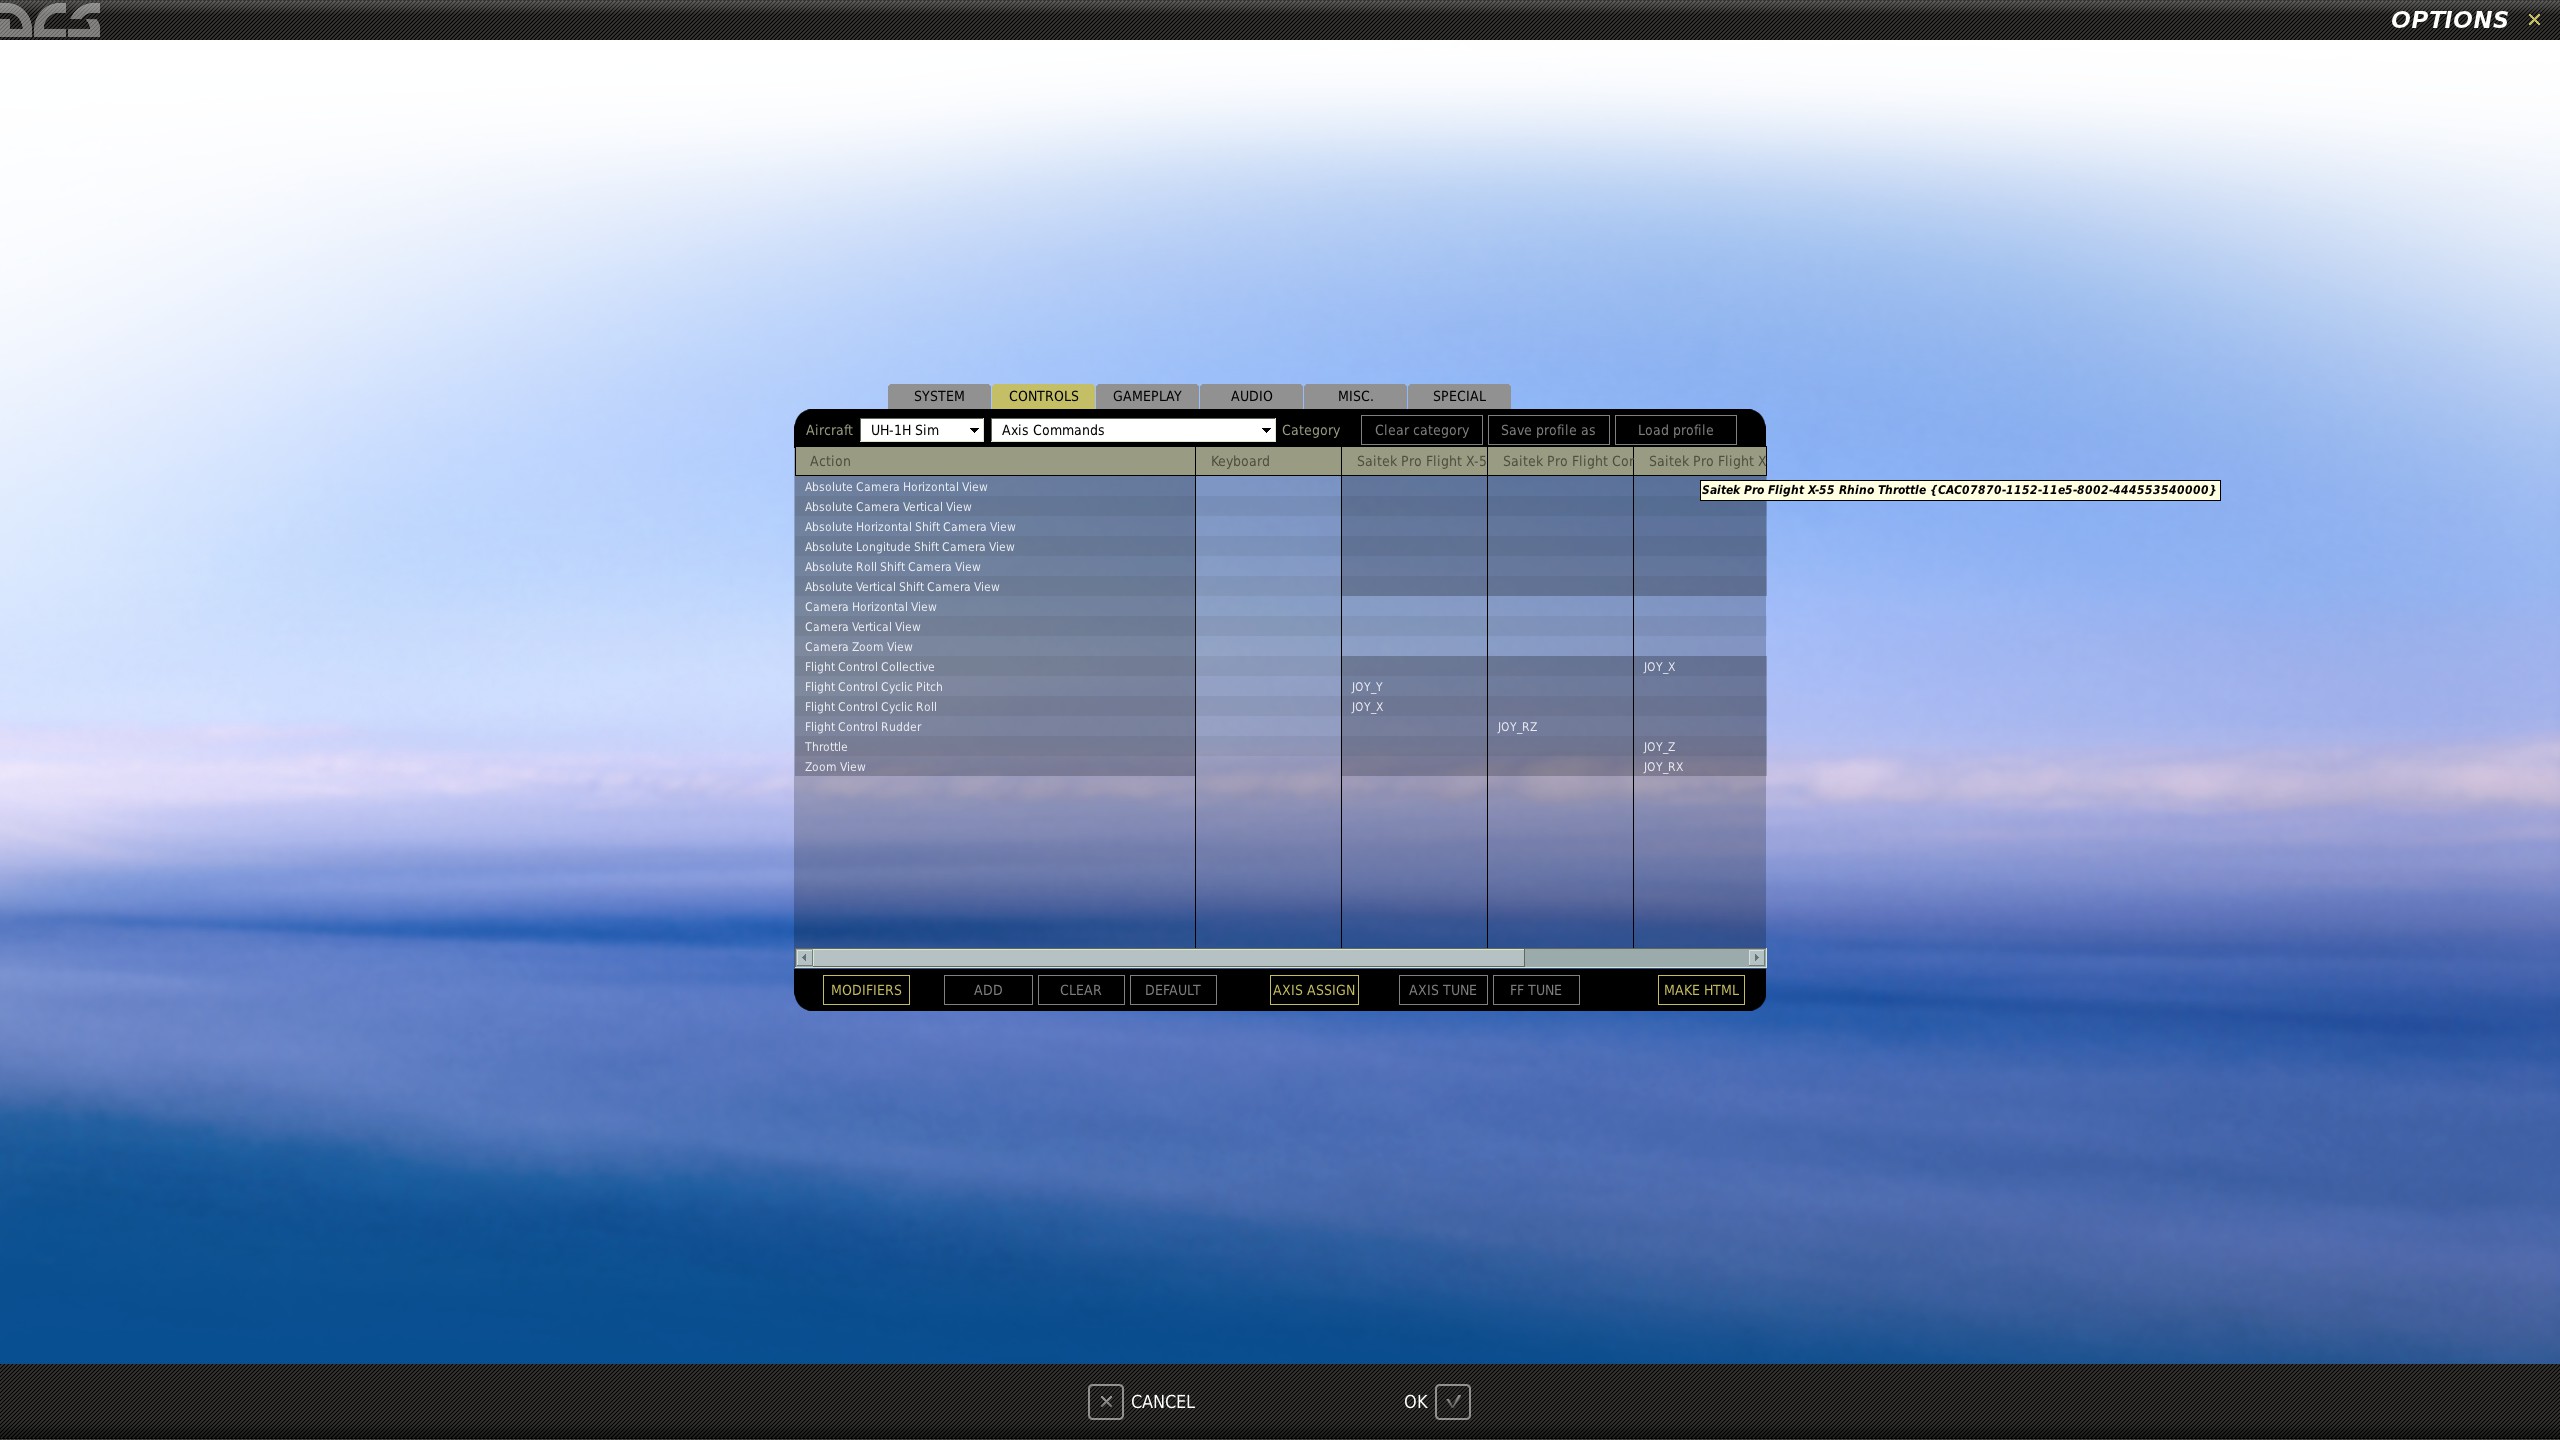 DCS
OPTIONS
SYSTEM CONTROLS GAMEPLAY AUDIO MISC. SPECIAL
Aircraft UH-1H Sim Axis Commands Category Clear category Save profile as Load profile
Action Keyboard Saitek Pro Flight X-5 Saitek Pro Flight Cor Saitek Pro Flight X
Absolute Camera Horizontal View
Saitek Pro Flight X-55 Rhino Throttle {CAC07870-1152-11e5-8002-444553540000}
Absolute Camera Vertical View
Absolute Horizontal Shift Camera View
Absolute Longitude Shift Camera View
Absolute Roll Shift Camera View
Absolute Vertical Shift Camera View
Camera Horizontal View
Camera Vertical View
Camera Zoom View
Flight Control Collective JOY_X
Flight Control Cyclic Pitch JOY_Y
Flight Control Cyclic Roll JOY_X
Flight Control Rudder JOY_RZ
Throttle JOY_Z
Zoom View JOY_RX
MODIFIERS ADD CLEAR DEFAULT AXIS ASSIGN AXIS TUNE FF TUNE MAKE HTML
CANCEL OK